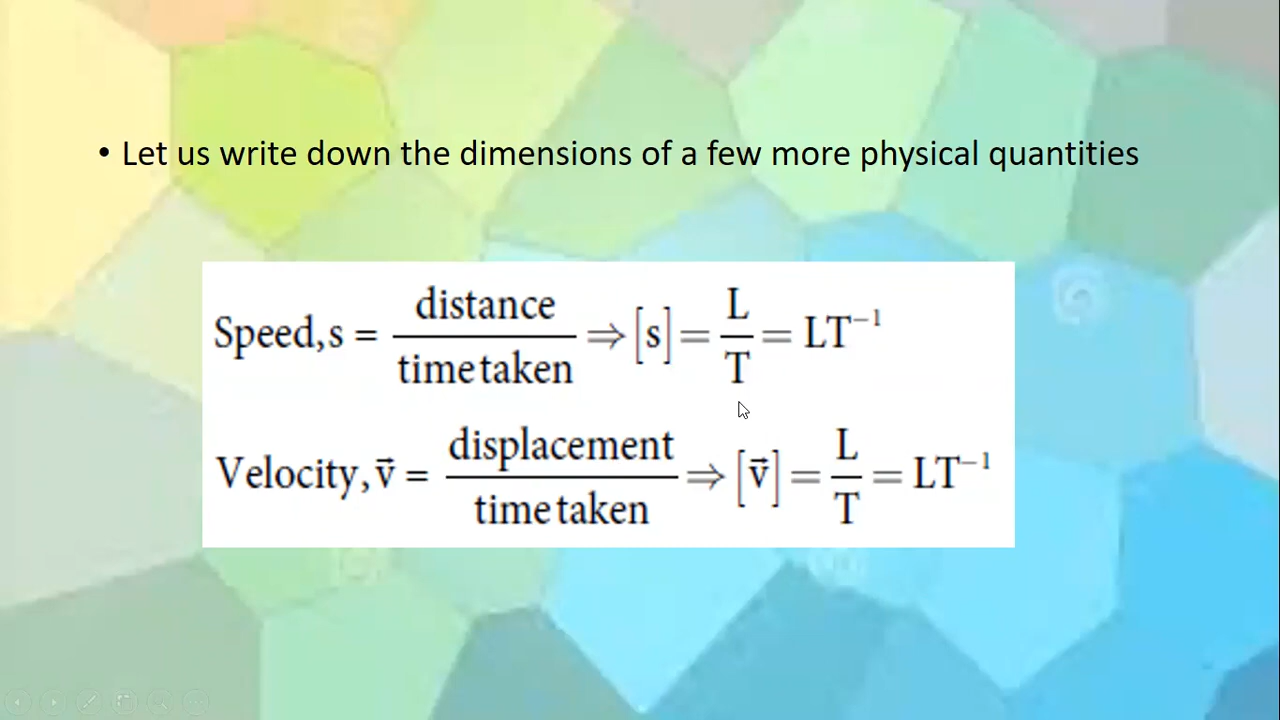 • Let us write down the dimensions of a few more physical quantities
Speed, s = distance / time taken ⇒ [s] = L / T = LT⁻¹
Velocity, v⃗ = displacement / time taken ⇒ [v⃗] = L / T = LT⁻¹